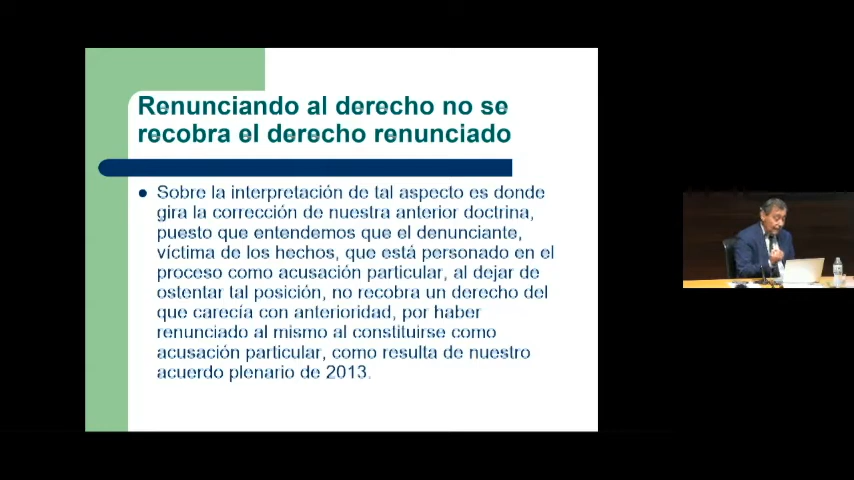 Renunciando al derecho no se
recobra el derecho renunciado
Sobre la interpretación de tal aspecto es donde
gira la corrección de nuestra anterior doctrina,
puesto que entendemos que el denunciante,
víctima de los hechos, que está personado en el
proceso como acusación particular, al dejar de
ostentar tal posición, no recobra un derecho del
que carecía con anterioridad, por haber
renunciado al mismo al constituirse como
acusación particular, como resulta de nuestro
acuerdo plenario de 2013.